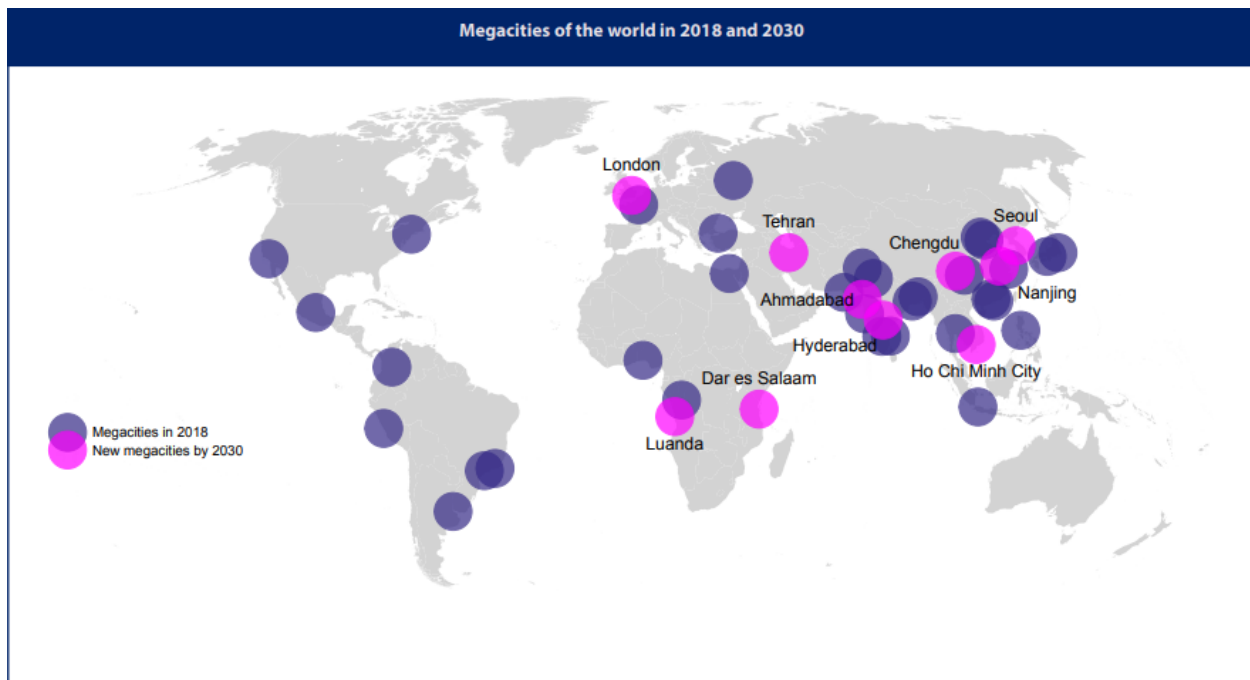 Megacities of the world in 2018 and 2030
London
Tehran
Seoul
Chengdu
Ahmadabad
Nanjing
Hyderabad
Ho Chi Minh City
Dar es Salaam
Luanda
Megacities in 2018
New megacities by 2030